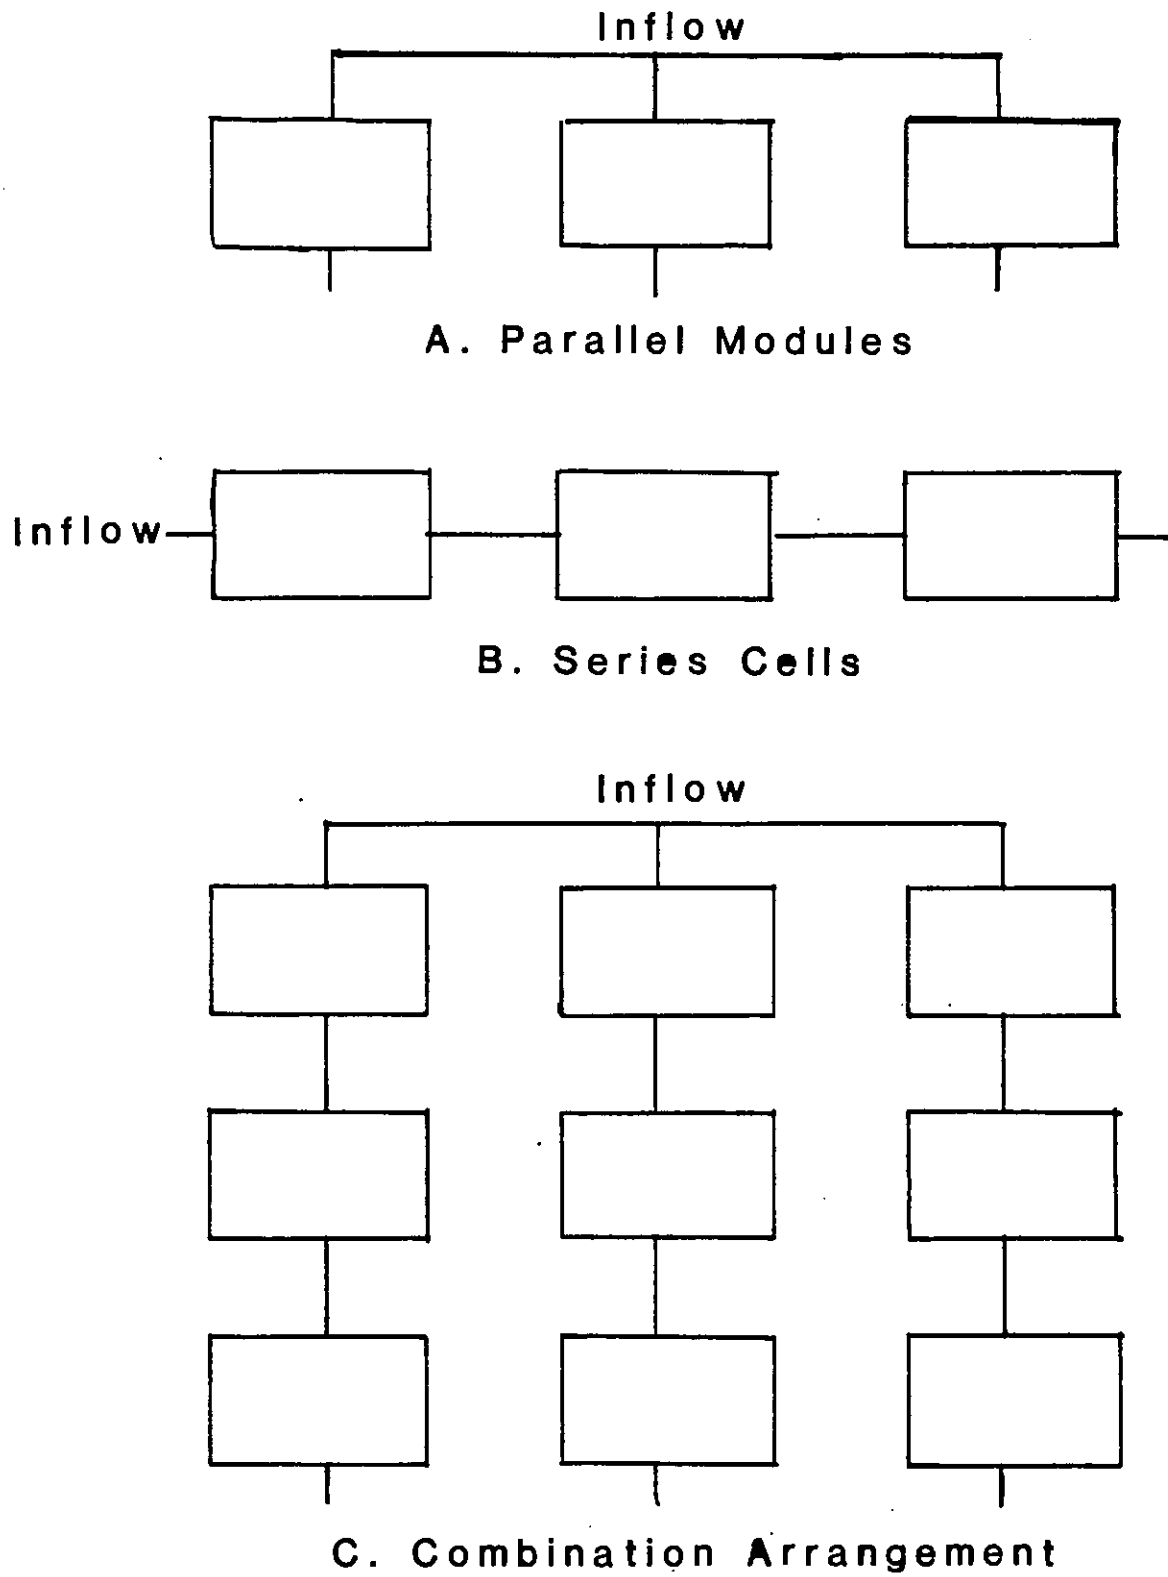 Inflow
A. Parallel Modules
Inflow
B. Series Cells
Inflow
C. Combination Arrangement